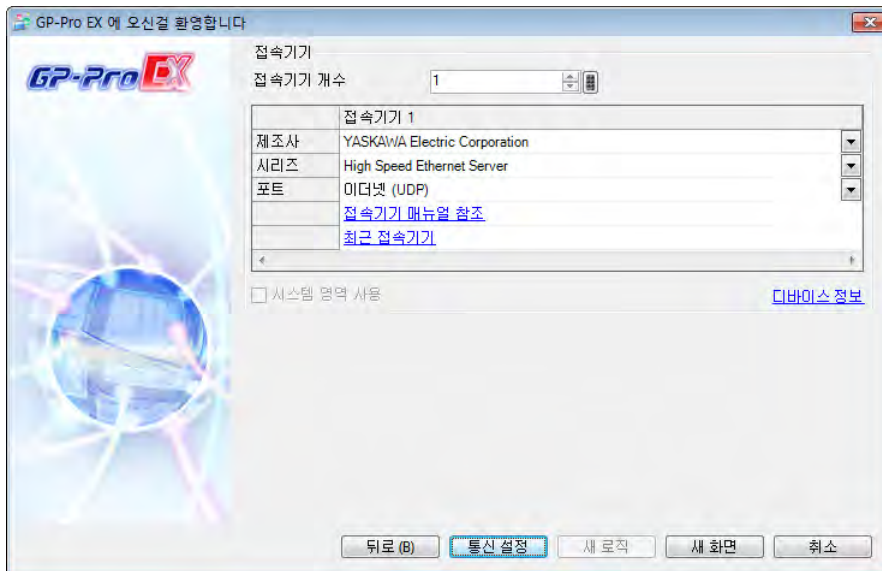 GP-Pro EX 에 오신걸 환영합니다
GP-Pro EX
접속기기
접속기기 개수 1
접속기기 1
제조사 YASKAWA Electric Corporation
시리즈 High Speed Ethernet Server
포트 이더넷 (UDP)
접속기기 매뉴얼 참조
최근 접속기기
시스템 영역 사용 디바이스 정보
뒤로 (B) 통신 설정 새 로직 새 화면 취소